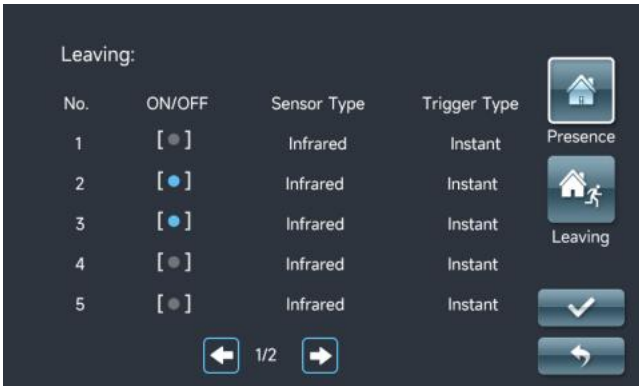 Leaving:
No. ON/OFF Sensor Type Trigger Type
1 [●] Infrared Instant
2 [●] Infrared Instant
3 [●] Infrared Instant
4 [●] Infrared Instant
5 [●] Infrared Instant
1/2
Presence
Leaving